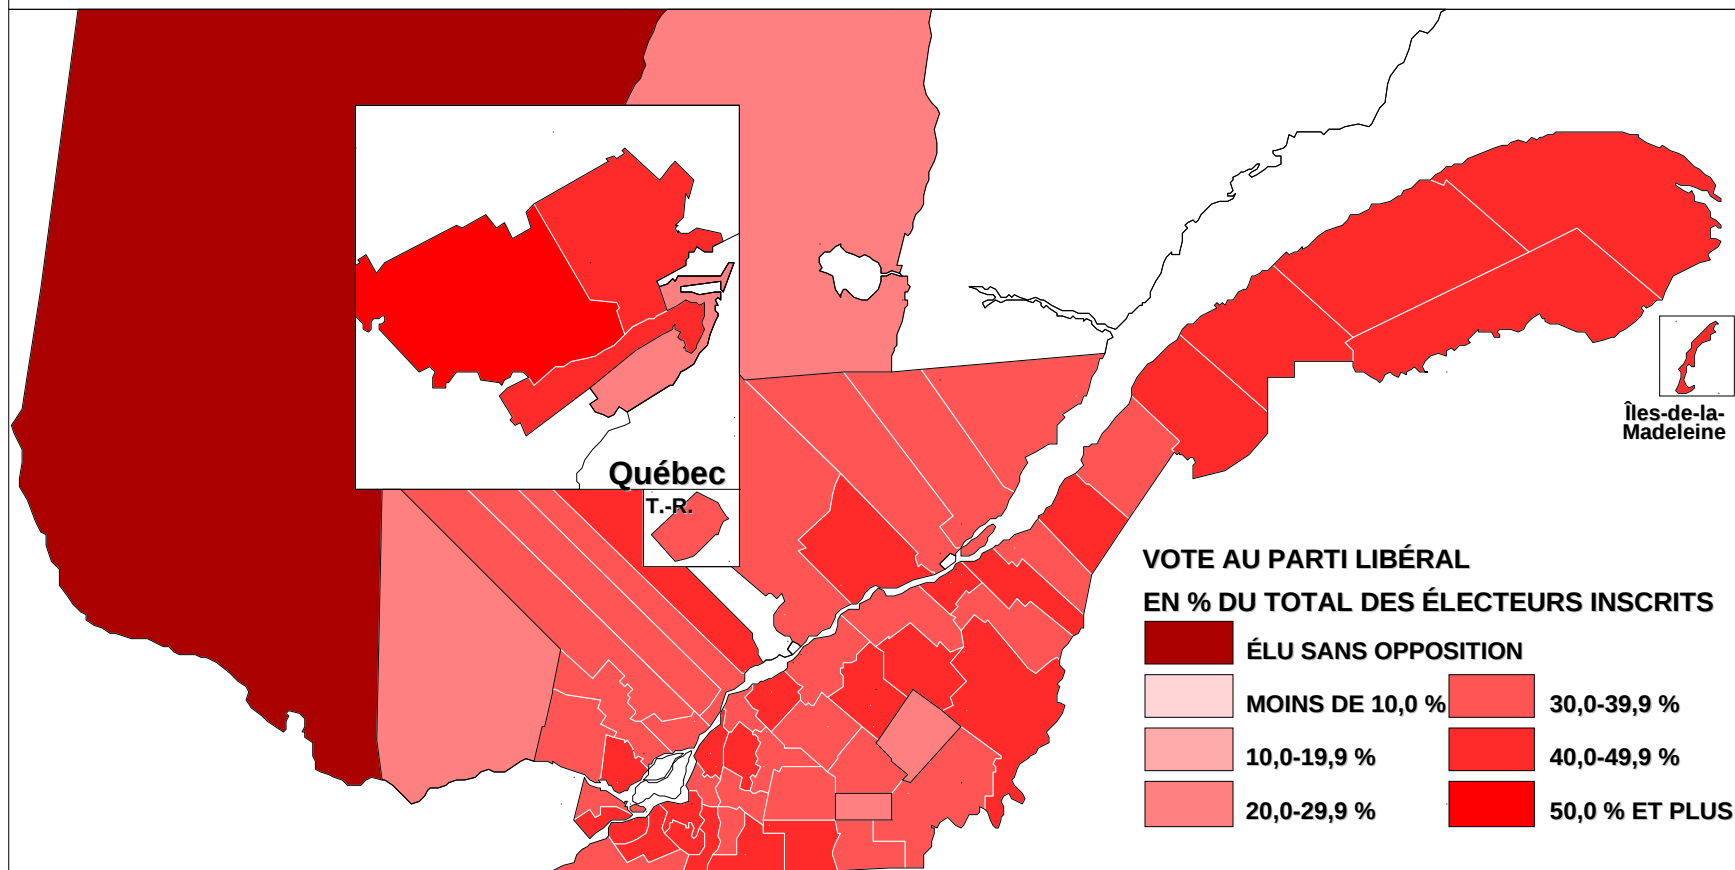 Québec
T.-R.
Îles-de-la-
Madeleine
VOTE AU PARTI LIBÉRAL
EN % DU TOTAL DES ÉLECTEURS INSCRITS
ÉLU SANS OPPOSITION
MOINS DE 10,0 %
30,0-39,9 %
10,0-19,9 %
40,0-49,9 %
20,0-29,9 %
50,0 % ET PLUS